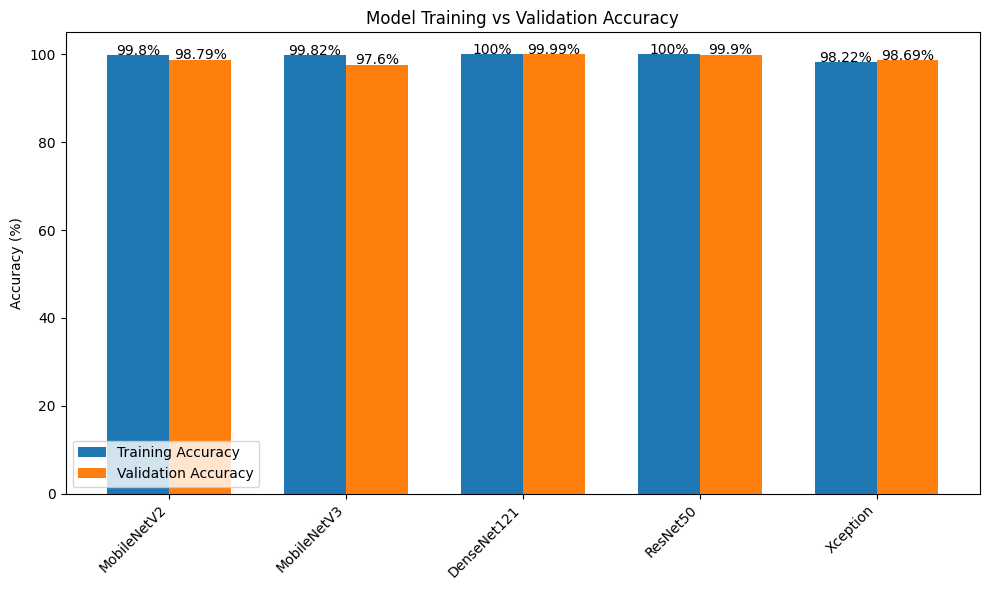 Model Training vs Validation Accuracy
Accuracy (%)
100
80
60
40
20
0
99.8%
98.79%
99.82%
97.6%
100%
99.99%
100%
99.9%
98.22%
98.69%
Training Accuracy
Validation Accuracy
MobileNetV2
MobileNetV3
DenseNet121
ResNet50
Xception